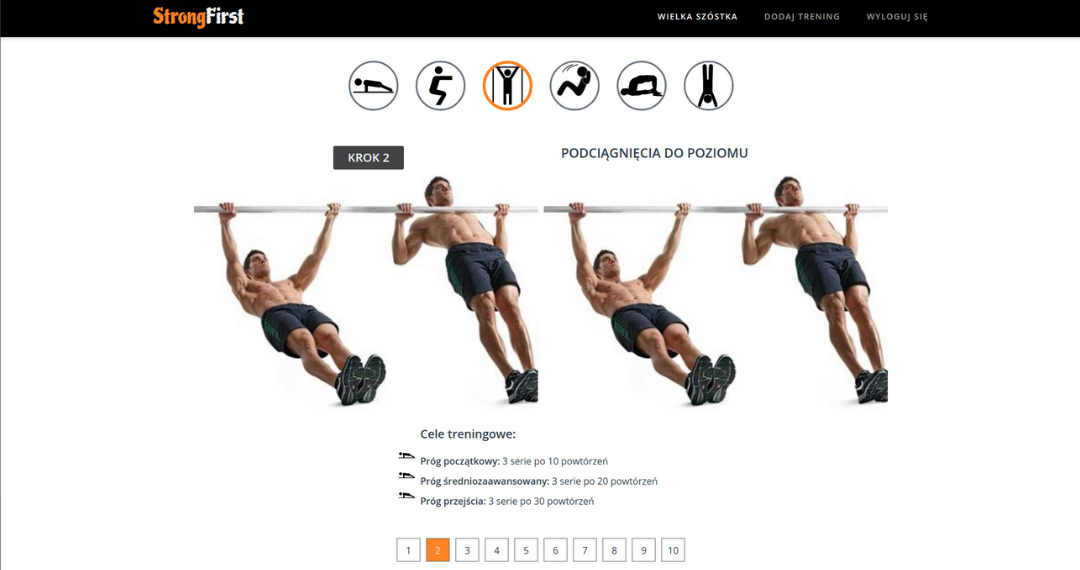 StrongFirst
WIELKA SZÓSTKA
DODAJ TRENING
WYLOGUJ SIĘ
KROK 2
PODCIĄGNIĘCIA DO POZIOMU
Cele treningowe:
Próg początkowy: 3 serie po 10 powtórzeń
Próg średniozaawansowany: 3 serie po 20 powtórzeń
Próg przejścia: 3 serie po 30 powtórzeń
1 2 3 4 5 6 7 8 9 10